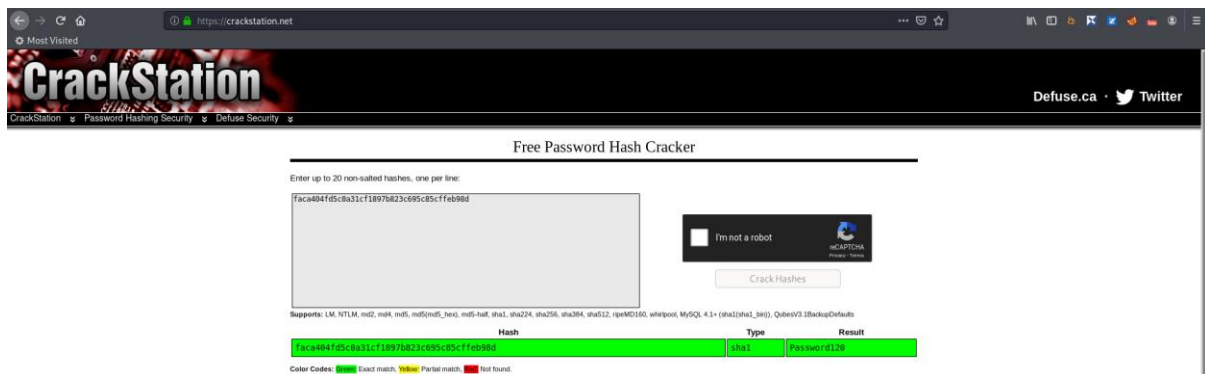 https://crackstation.net
Most Visited
CrackStation
Defuse.ca · Twitter
CrackStation Password Hashing Security Defuse Security
Free Password Hash Cracker
Enter up to 20 non-salted hashes, one per line:
faca404fd5c0a31cf1897b823c695c85cffeb98d
I'm not a robot
reCAPTCHA
Privacy - Terms
Crack Hashes
Supports: LM, NTLM, md2, md4, md5, md5(md5_hex), md5-half, sha1, sha224, sha256, sha384, sha512, ripeMD160, whirlpool, MySQL 4.1+ (sha1(sha1_bin)), QubesV3.1BackupDefaults
Hash Type Result
faca404fd5c0a31cf1897b823c695c85cffeb98d sha1 Password120
Color Codes: Green: Exact match, Yellow: Partial match, Red: Not found.